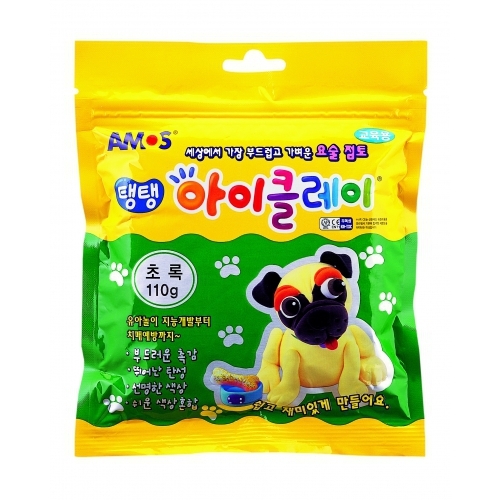 AMOS
교육용
세상에서 가장 부드럽고 가벼운 요술 점토
탱탱 아이클레이
초록
110g
유아놀이 지능개발부터
치매예방까지~
· 부드러운 촉감
· 뛰어난 탄성
· 선명한 색상
· 쉬운 색상혼합
쉽고 재미있게 만들어요.